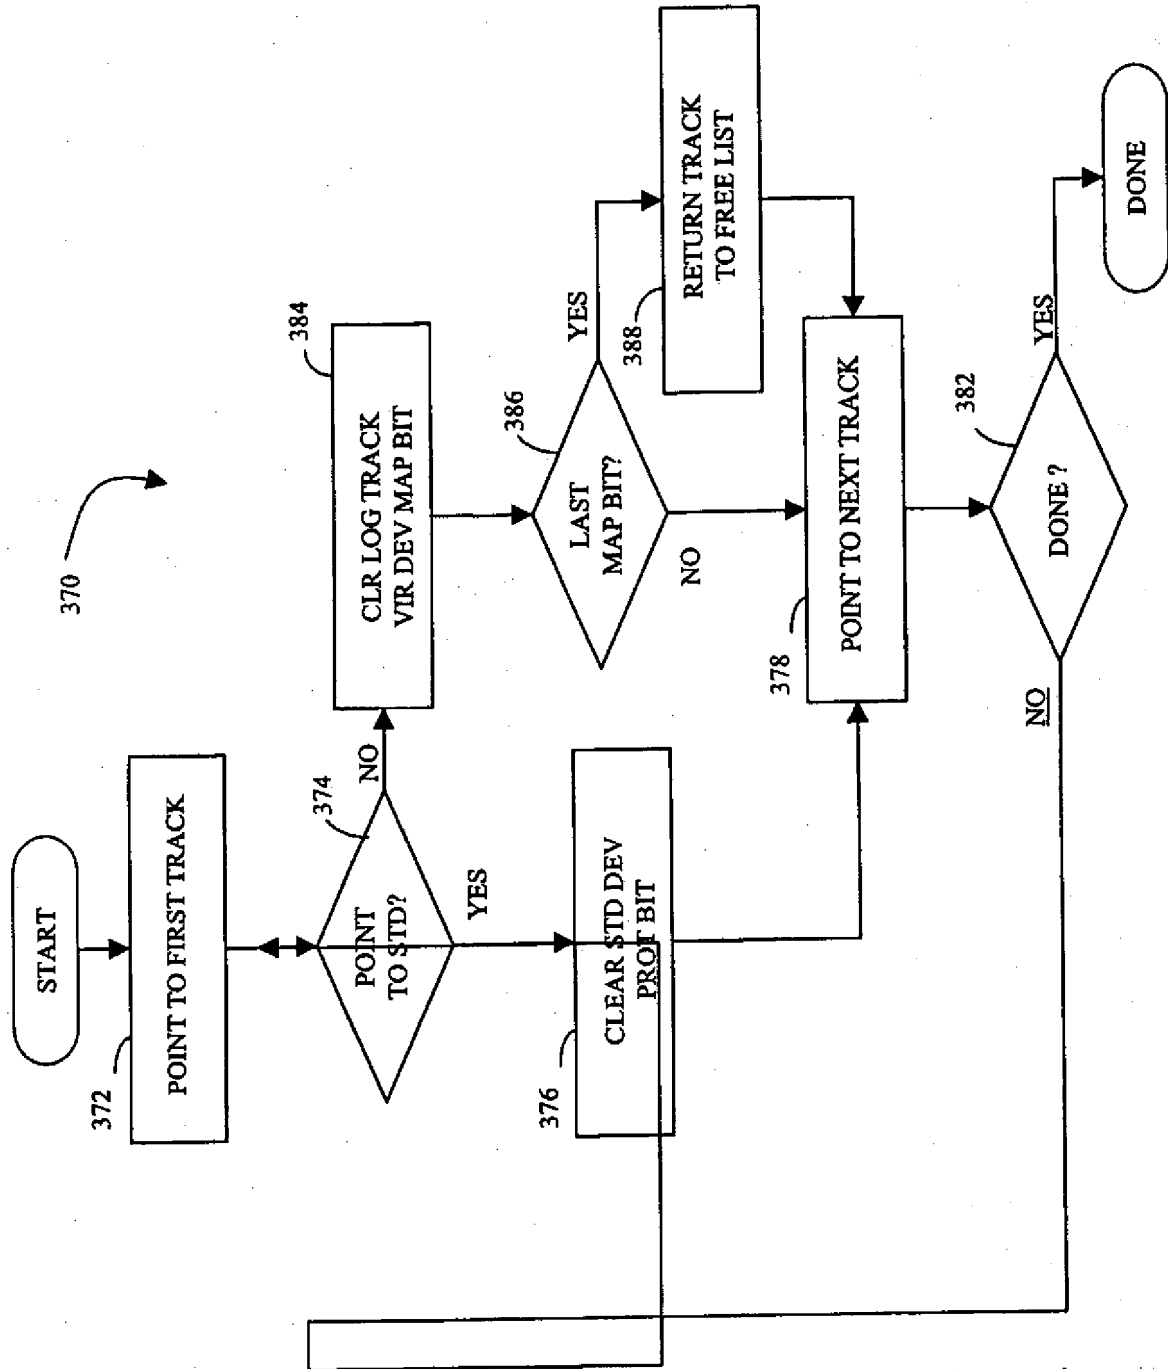 370
START
372
POINT TO FIRST TRACK
374
POINT
TO STD?
NO
YES
384
CLR LOG TRACK
VIR DEV MAP BIT
376
CLEAR STD DEV
PROT BIT
386
LAST
MAP BIT?
YES
NO
388
RETURN TRACK
TO FREE LIST
378
POINT TO NEXT TRACK
382
DONE ?
NO
YES
DONE